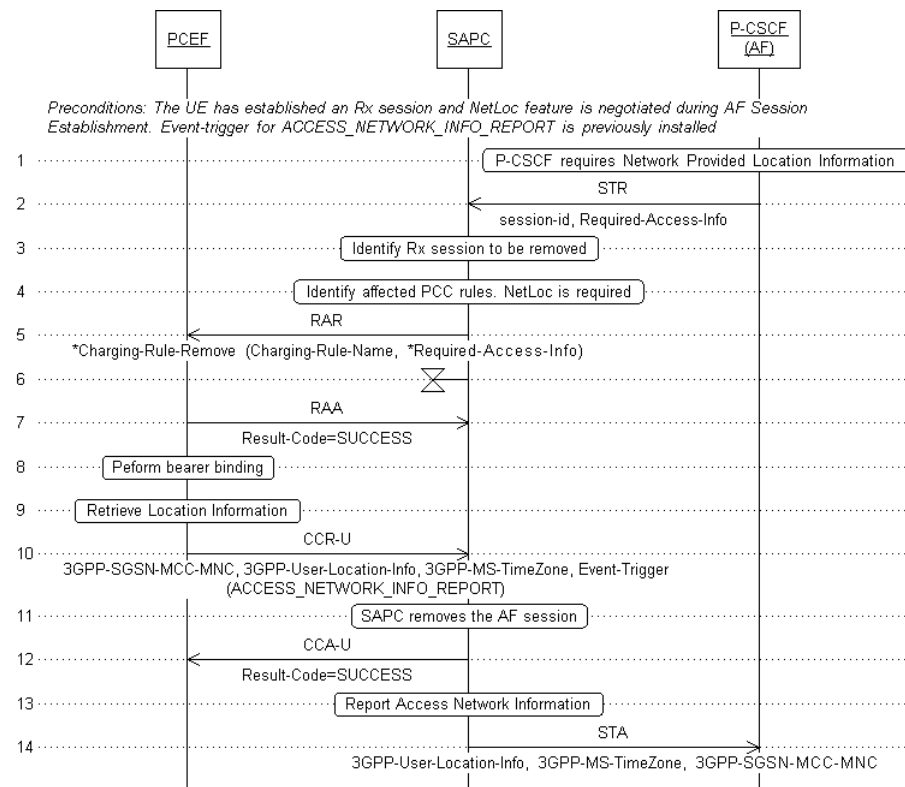 PCEF
SAPC
P-CSCF
(AF)
Preconditions: The UE has established an Rx session and NetLoc feature is negotiated during AF Session
Establishment. Event-trigger for ACCESS_NETWORK_INFO_REPORT is previously installed
1
P-CSCF requires Network Provided Location Information
STR
2
session-id, Required-Access-Info
3
Identify Rx session to be removed
4
Identify affected PCC rules. NetLoc is required
RAR
5
*Charging-Rule-Remove (Charging-Rule-Name, *Required-Access-Info)
6
RAA
7
Result-Code=SUCCESS
8
Peform bearer binding
9
Retrieve Location Information
CCR-U
10
3GPP-SGSN-MCC-MNC, 3GPP-User-Location-Info, 3GPP-MS-TimeZone, Event-Trigger
(ACCESS_NETWORK_INFO_REPORT)
11
SAPC removes the AF session
CCA-U
12
Result-Code=SUCCESS
13
Report Access Network Information
STA
14
3GPP-User-Location-Info, 3GPP-MS-TimeZone, 3GPP-SGSN-MCC-MNC